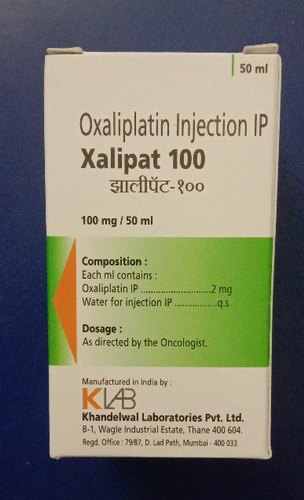 50 ml
Oxaliplatin Injection IP
Xalipat 100
झालीपॅट-१००
100 mg / 50 ml
Composition :
Each ml contains :
Oxaliplatin IP ............................2 mg
Water for injection IP .................q.s.
Dosage :
As directed by the Oncologist.
Manufactured in India by :
KLAB
Khandelwal Laboratories Pvt. Ltd.
B-1, Wagle Industrial Estate, Thane 400 604.
Regd. Office : 79/87, D. Lad Path, Mumbai - 400 033